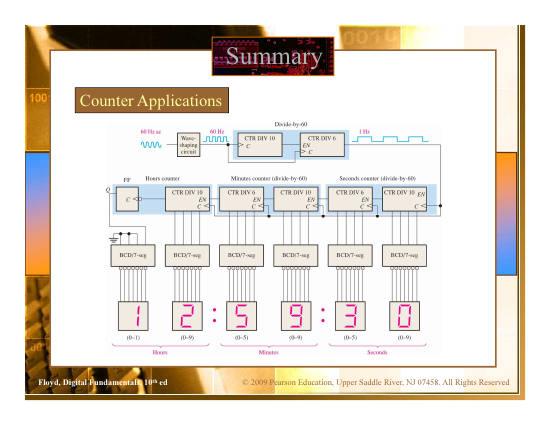 Summary
Counter Applications
Divide-by-60
60 Hz ac
Wave-
shaping
circuit
60 Hz
CTR DIV 10
C
CTR DIV 6
EN
C
1 Hz
FF
Hours counter
Minutes counter (divide-by-60)
Seconds counter (divide-by-60)
Q
C
CTR DIV 10
EN
C
CTR DIV 6
EN
C
CTR DIV 10
EN
C
CTR DIV 6
EN
C
CTR DIV 10 EN
C
BCD/7-seg BCD/7-seg BCD/7-seg BCD/7-seg BCD/7-seg BCD/7-seg
1 2 : 5 9 : 3 0
(0–1) (0–9) (0–5) (0–9) (0–5) (0–9)
Hours Minutes Seconds
Floyd, Digital Fundamentals, 10th ed
© 2009 Pearson Education, Upper Saddle River, NJ 07458. All Rights Reserved